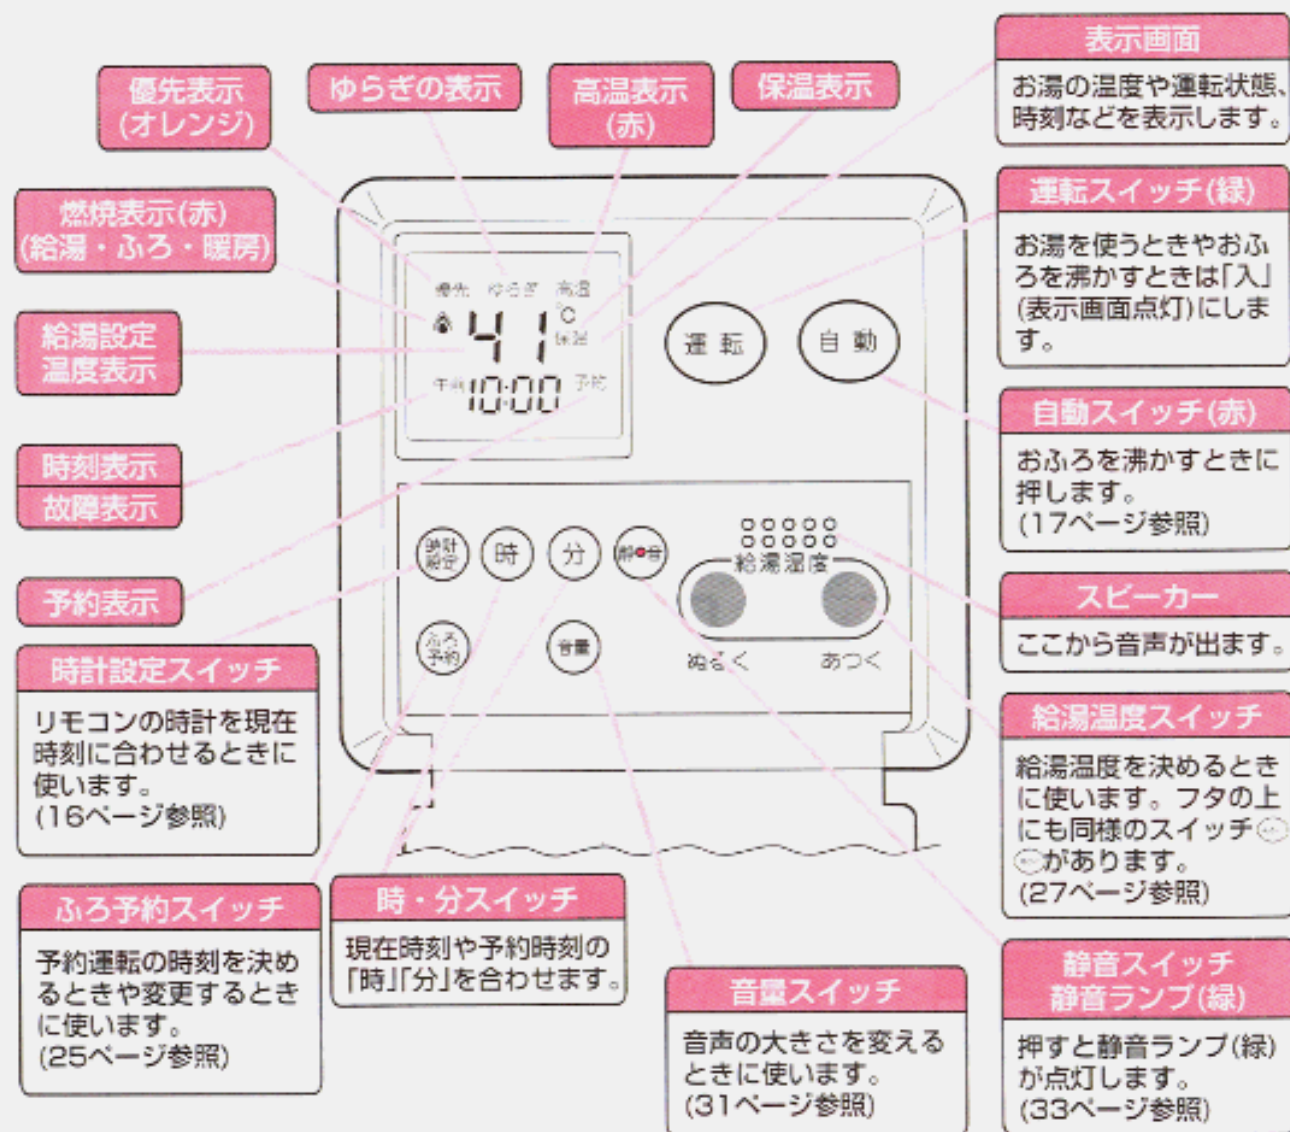 優先表示
(オレンジ)
ゆらぎの表示
高温表示
(赤)
保温表示
表示画面
お湯の温度や運転状態、
時刻などを表示します。
燃焼表示(赤)
(給湯・ふろ・暖房)
運転スイッチ(緑)
お湯を使うときやおふ
ろを沸かすときは「入」
(表示画面点灯)にしま
す。
給湯設定
温度表示
自動スイッチ(赤)
おふろを沸かすときに
押します。
(17ページ参照)
時刻表示
故障表示
予約表示
優先 ゆらぎ 高温
41 ℃
保温
午前 10:00 予約
運転
自動
時計
設定
時
分
静音
給湯温度
ふろ
予約
音量
ぬるく
あつく
スピーカー
ここから音声が出ます。
時計設定スイッチ
リモコンの時計を現在
時刻に合わせるときに
使います。
(16ページ参照)
給湯温度スイッチ
給湯温度を決めるとき
に使います。フタの上
にも同様のスイッチ
があります。
(27ページ参照)
ふろ予約スイッチ
予約運転の時刻を決め
るときや変更するとき
に使います。
(25ページ参照)
時・分スイッチ
現在時刻や予約時刻の
「時」「分」を合わせます。
音量スイッチ
音声の大きさを変える
ときに使います。
(31ページ参照)
静音スイッチ
静音ランプ(緑)
押すと静音ランプ(緑)
が点灯します。
(33ページ参照)